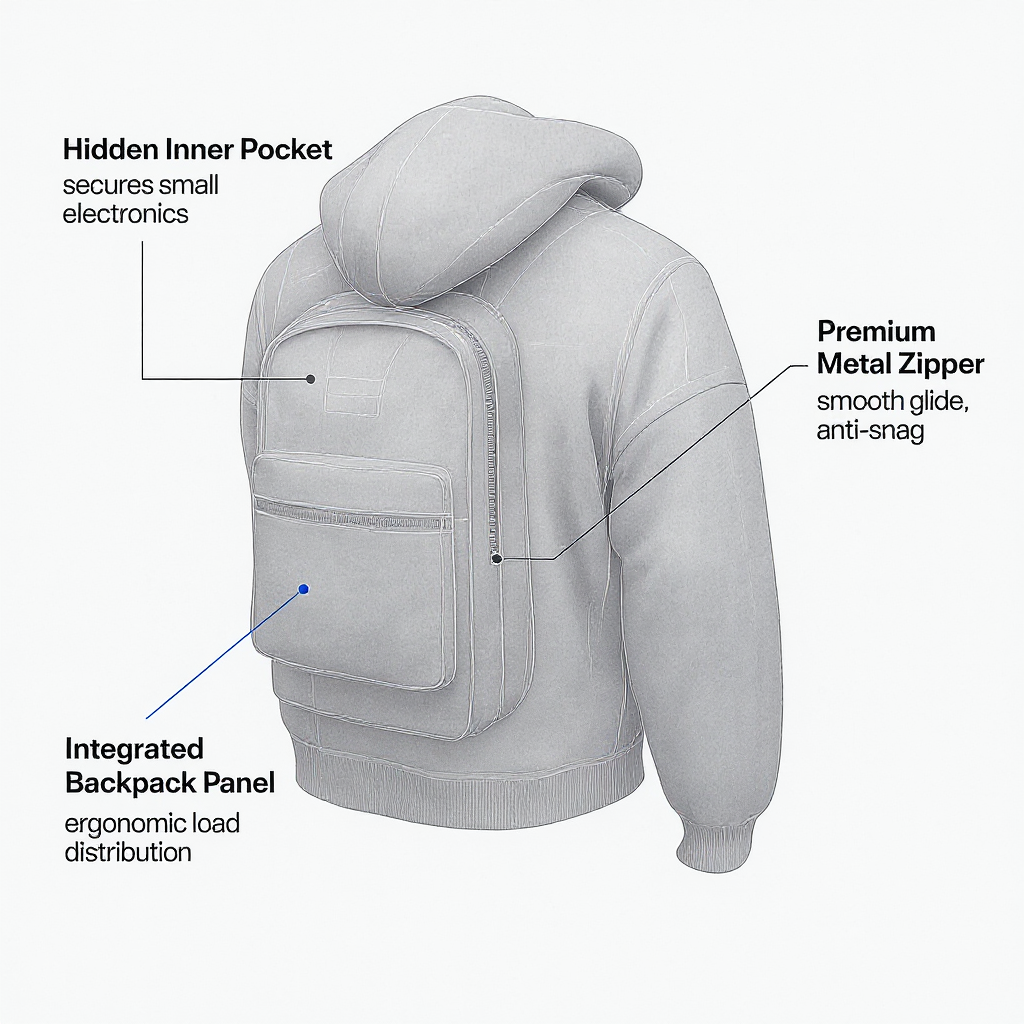 Hidden Inner Pocket
secures small
electronics
Premium
Metal Zipper
smooth glide,
anti-snag
Integrated
Backpack Panel
ergonomic load
distribution